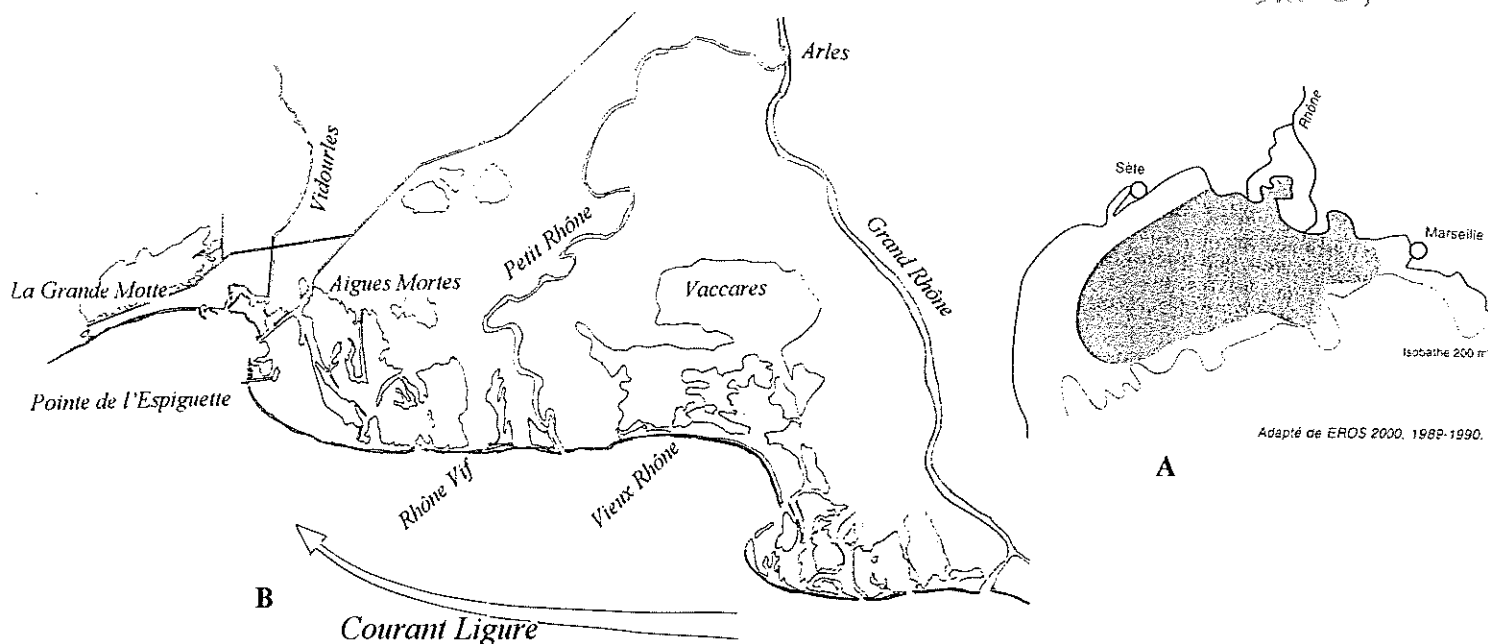 Arles
Vidourles
Petit Rhône
Grand Rhône
La Grande Motte
Aigues Mortes
Vaccares
Pointe de l'Espiguette
Rhône Vif
Vieux Rhône
B
Courant Ligure
Rhône
Sète
Marseille
Isobathe 200 m
Adapté de EROS 2000, 1989-1990.
A